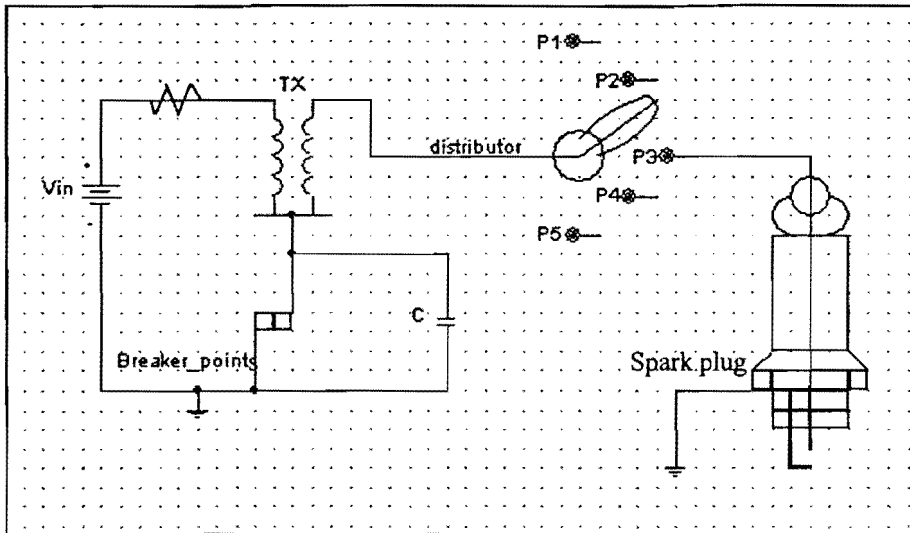 P1
TX
P2
distributor
P3
Vin
P4
P5
C
Breaker_points
Spark plug